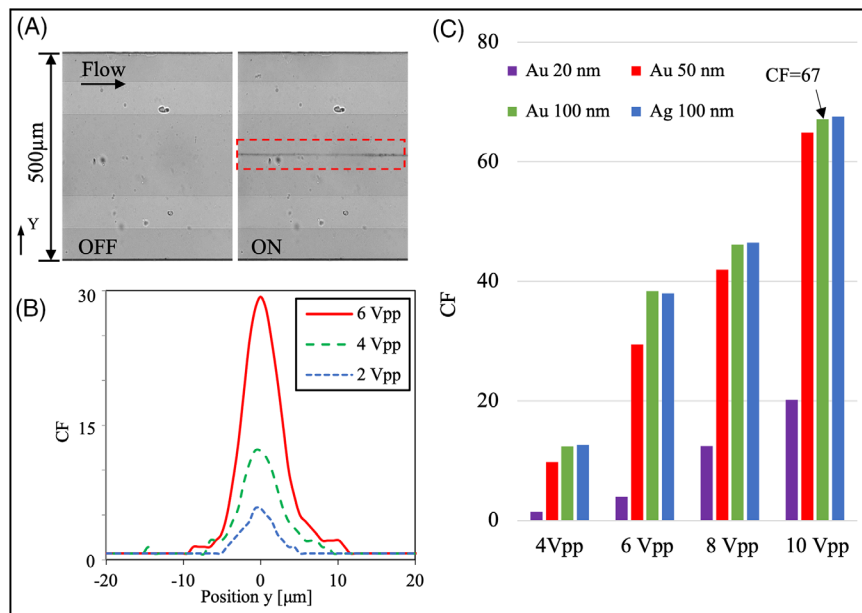 (A)
Flow
500μm
Y
OFF
ON
(B)
30
15
0
CF
6 Vpp
4 Vpp
2 Vpp
-20
-10
0
10
20
Position y [μm]
(C)
80
60
40
20
0
CF
Au 20 nm
Au 50 nm
Au 100 nm
Ag 100 nm
CF=67
4Vpp
6 Vpp
8 Vpp
10 Vpp